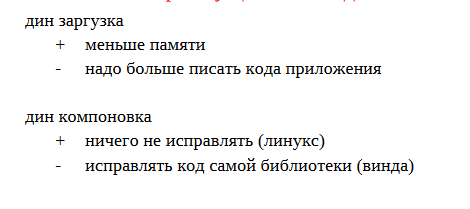 дин заргузка
+ меньше памяти
- надо больше писать кода приложения
дин компоновка
+ ничего не исправлять (линукс)
- исправлять код самой библиотеки (винда)